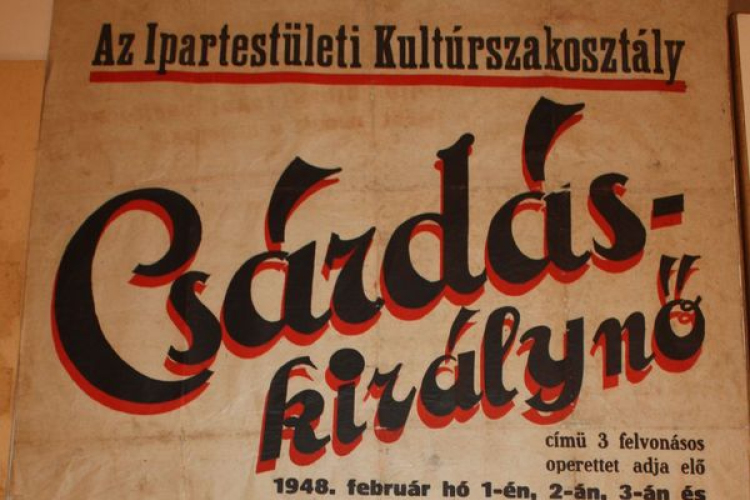 Az Ipartestületi Kultúrszakosztály
Csárdás-
királynő
címü 3 felvonásos
operettet adja elő
1948. február hó 1-én, 2-án, 3-án és